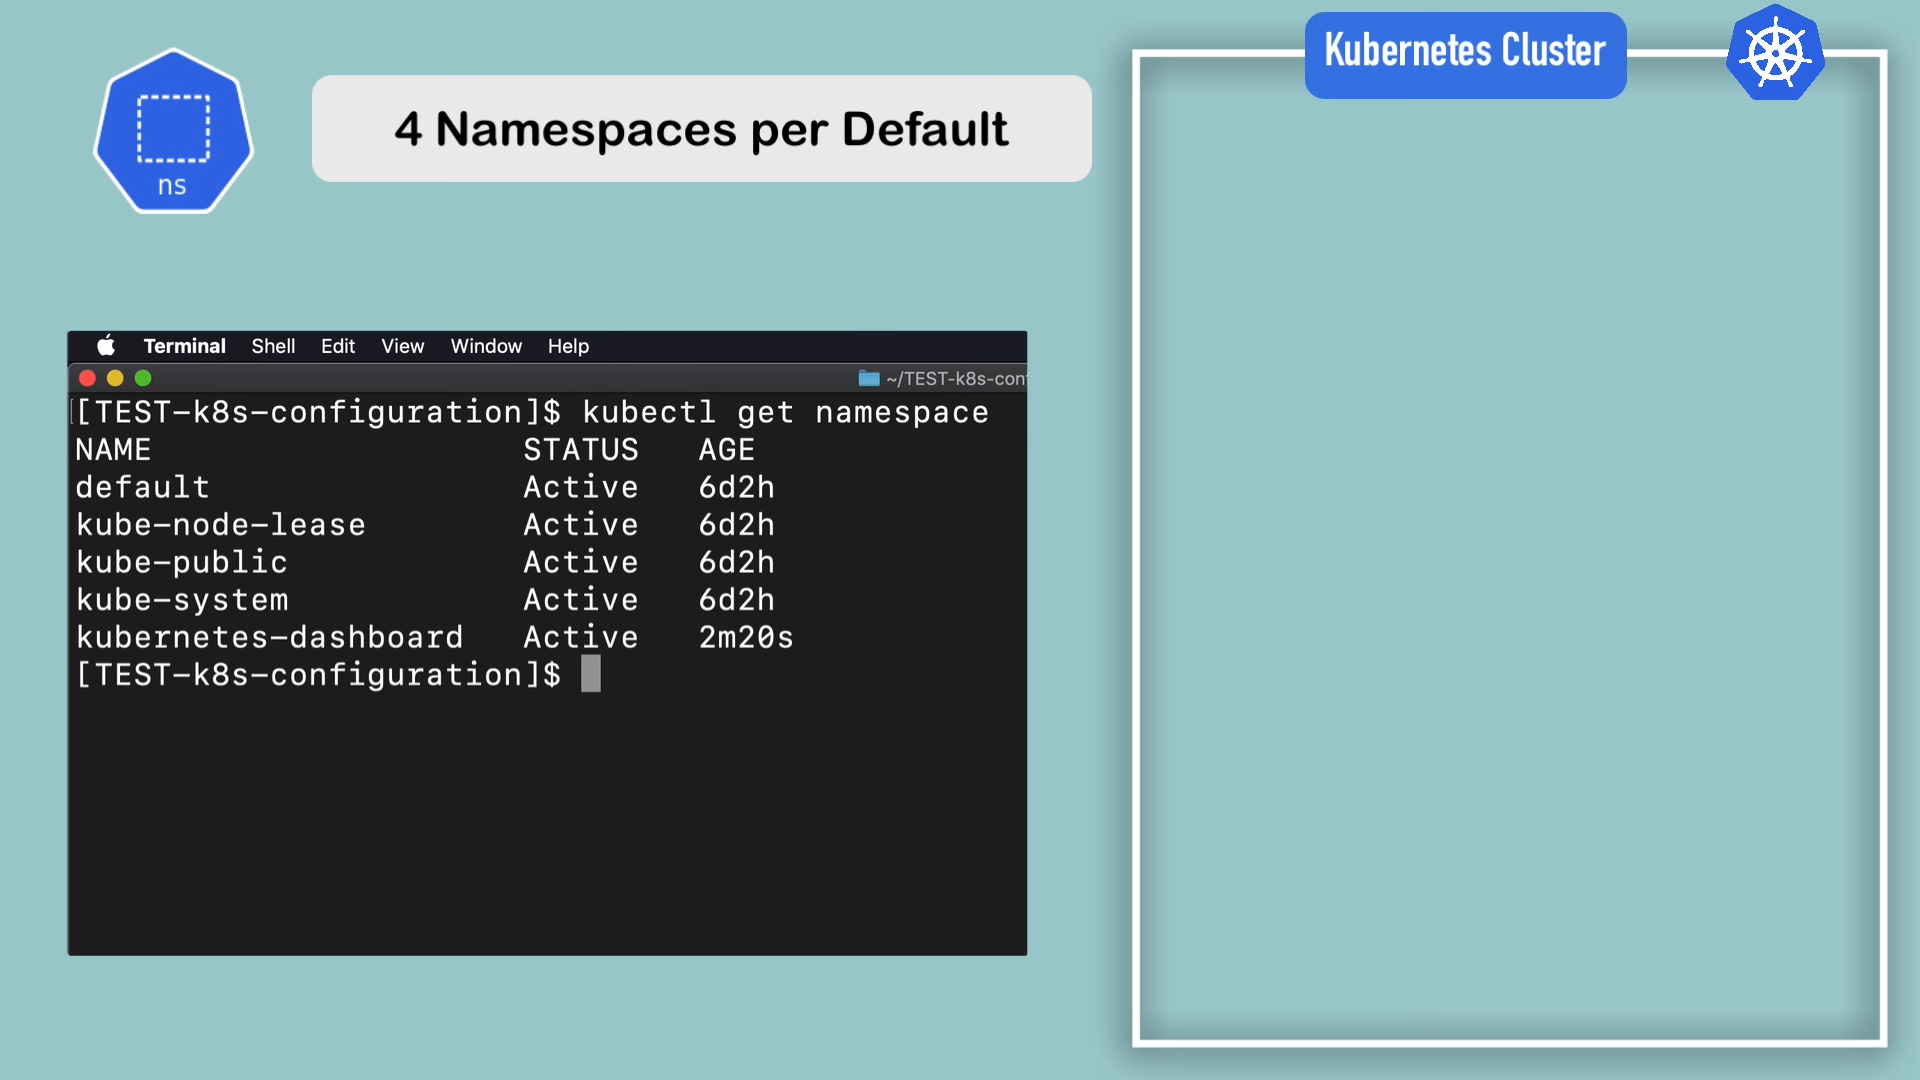 ns
4 Namespaces per Default
Kubernetes Cluster
Terminal Shell Edit View Window Help
~/TEST-k8s-conf
[[TEST-k8s-configuration]$ kubectl get namespace
NAME STATUS AGE
default Active 6d2h
kube-node-lease Active 6d2h
kube-public Active 6d2h
kube-system Active 6d2h
kubernetes-dashboard Active 2m20s
[TEST-k8s-configuration]$